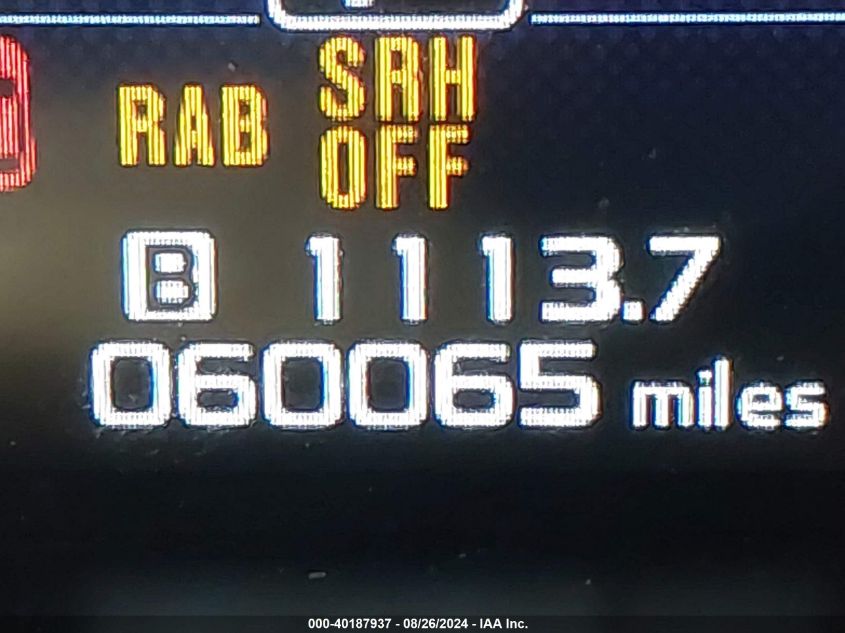 RAB SRH
OFF
B 1113.7
060065 miles
000-40187937 - 08/26/2024 - IAA Inc.